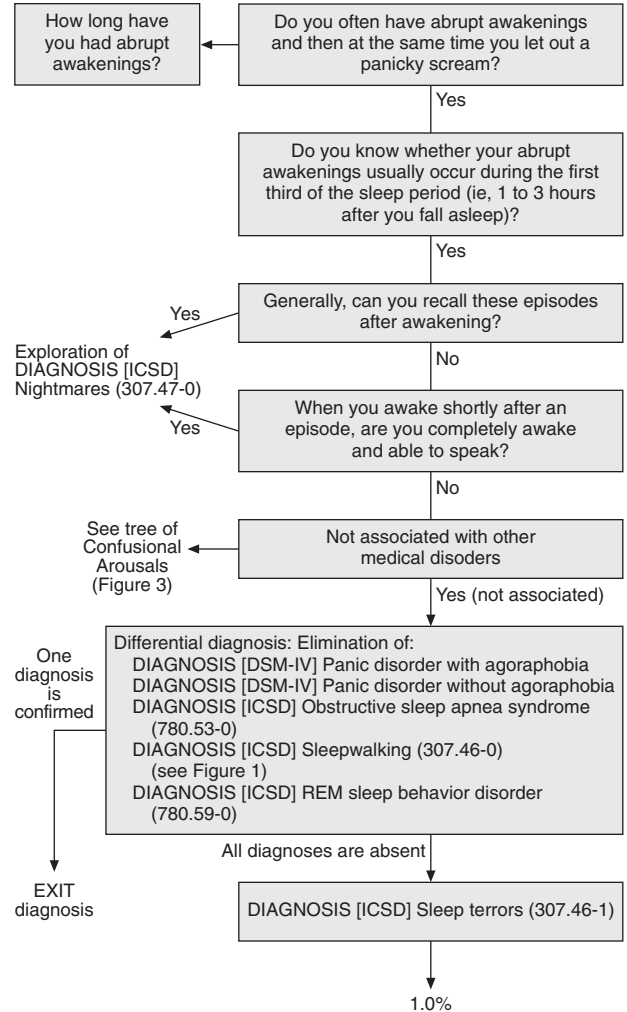 How long have
you had abrupt
awakenings?
Do you often have abrupt awakenings
and then at the same time you let out a
panicky scream?
Yes
Do you know whether your abrupt
awakenings usually occur during the first
third of the sleep period (ie, 1 to 3 hours
after you fall asleep)?
Yes
Generally, can you recall these episodes
after awakening?
Yes
Exploration of
DIAGNOSIS [ICSD]
Nightmares (307.47-0)
No
When you awake shortly after an
episode, are you completely awake
and able to speak?
Yes
No
Not associated with other
medical disoders
See tree of
Confusional
Arousals
(Figure 3)
Yes (not associated)
Differential diagnosis: Elimination of:
DIAGNOSIS [DSM-IV] Panic disorder with agoraphobia
DIAGNOSIS [DSM-IV] Panic disorder without agoraphobia
DIAGNOSIS [ICSD] Obstructive sleep apnea syndrome
(780.53-0)
DIAGNOSIS [ICSD] Sleepwalking (307.46-0)
(see Figure 1)
DIAGNOSIS [ICSD] REM sleep behavior disorder
(780.59-0)
One
diagnosis
is
confirmed
EXIT
diagnosis
All diagnoses are absent
DIAGNOSIS [ICSD] Sleep terrors (307.46-1)
1.0%